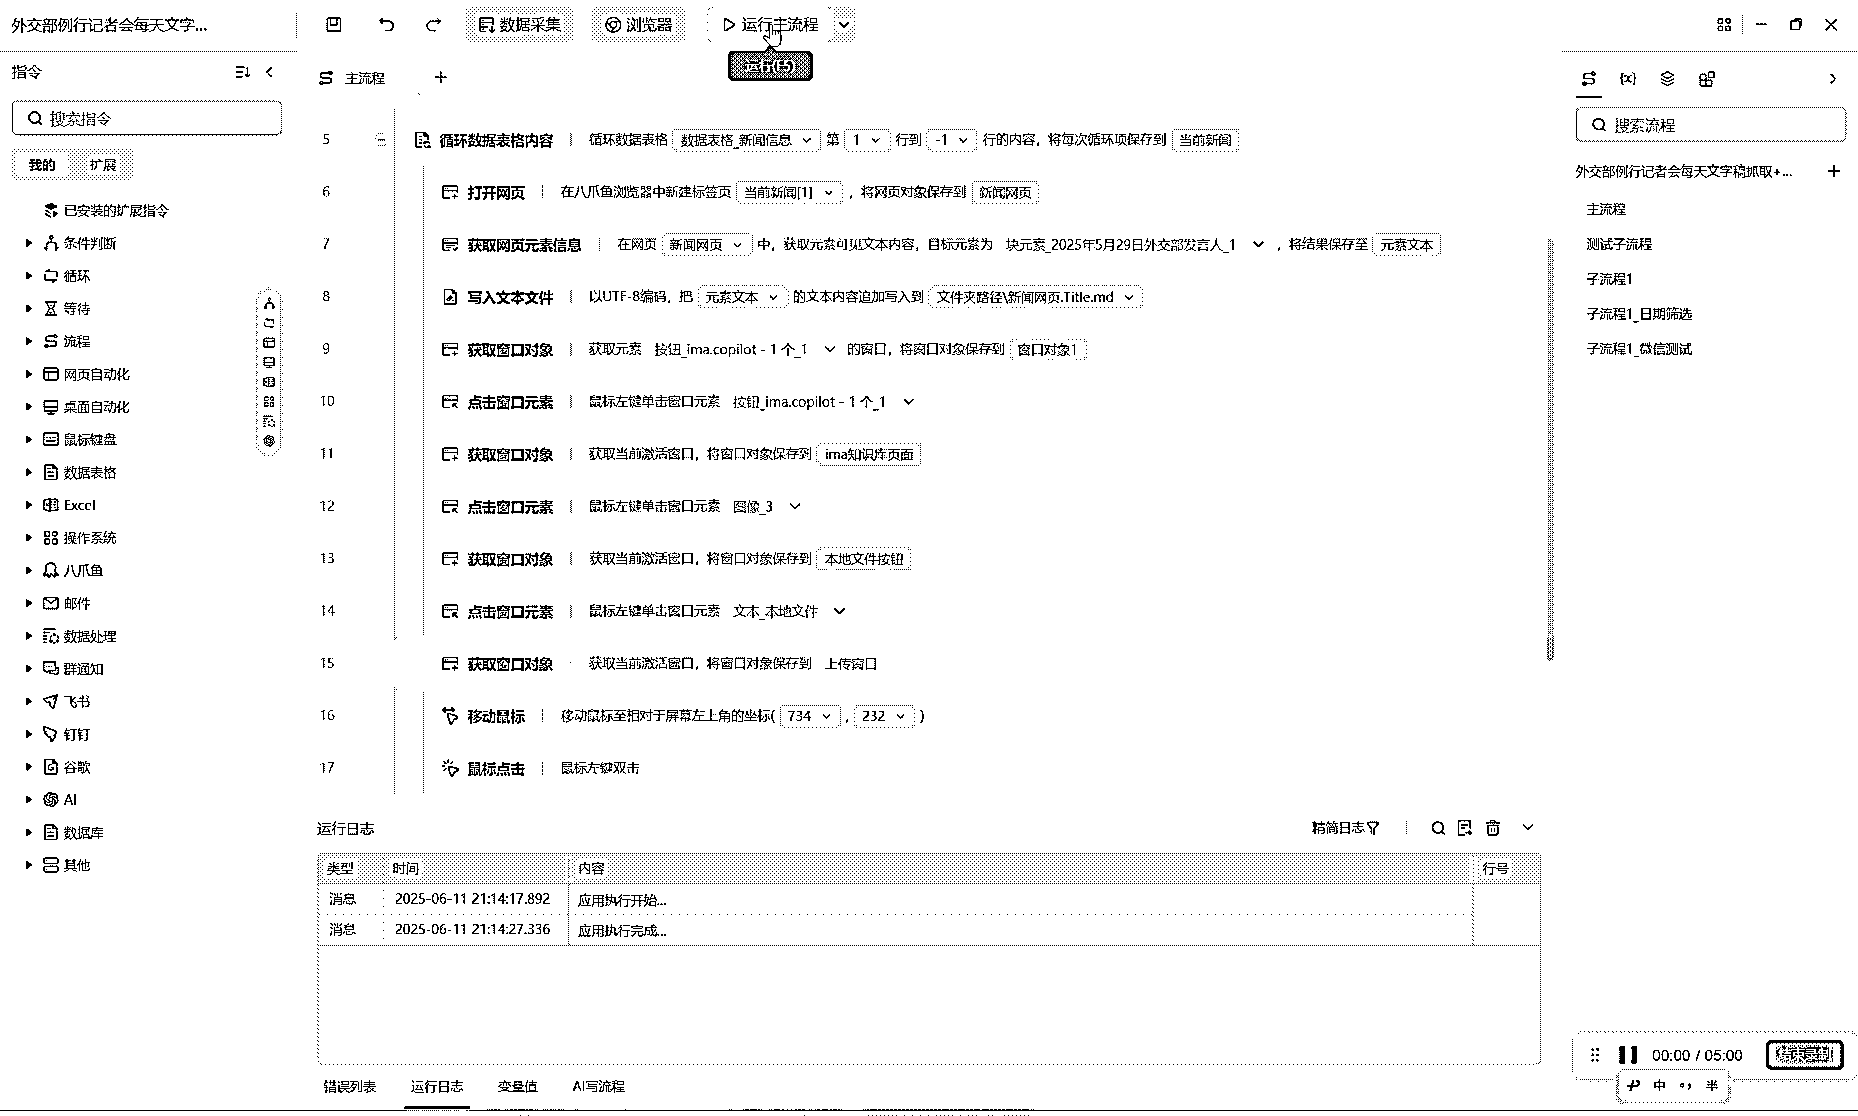 外交部例行记者会每天文字...
数据采集
浏览器
运行主流程
运行(F5)
指令
主流程
搜索指令
我的
扩展
已安装的扩展指令
条件判断
循环
等待
流程
网页自动化
桌面自动化
鼠标键盘
数据表格
Excel
操作系统
八爪鱼
邮件
数据处理
群通知
飞书
钉钉
谷歌
AI
数据库
其他
5 循环数据表格内容 循环数据表格 数据表格_新闻信息 第 1 行到 -1 行的内容，将每次循环项保存到 当前新闻
6 打开网页 在八爪鱼浏览器中新建标签页 当前新闻[1] ，将网页对象保存到 新闻网页
7 获取网页元素信息 在网页 新闻网页 中，获取元素可见文本内容，目标元素为 块元素_2025年5月29日外交部发言人_1 ，将结果保存至 元素文本
8 写入文本文件 以UTF-8编码，把 元素文本 的文本内容追加写入到 文件夹路径\新闻网页.Title.md
9 获取窗口对象 获取元素 按钮_ima.copilot - 1 个_1 的窗口，将窗口对象保存到 窗口对象1
10 点击窗口元素 鼠标左键单击窗口元素 按钮_ima.copilot - 1 个_1
11 获取窗口对象 获取当前激活窗口，将窗口对象保存到 ima知识库页面
12 点击窗口元素 鼠标左键单击窗口元素 图像_3
13 获取窗口对象 获取当前激活窗口，将窗口对象保存到 本地文件按钮
14 点击窗口元素 鼠标左键单击窗口元素 文本_本地文件
15 获取窗口对象 获取当前激活窗口，将窗口对象保存到 上传窗口
16 移动鼠标 移动鼠标至相对于屏幕左上角的坐标( 734 , 232 )
17 鼠标点击 鼠标左键双击
运行日志
精简日志
类型 时间 内容 行号
消息 2025-06-11 21:14:17.892 应用执行开始...
消息 2025-06-11 21:14:27.336 应用执行完成...
错误列表 运行日志 变量值 AI写流程
搜索流程
外交部例行记者会每天文字稿抓取+...
主流程
测试子流程
子流程1
子流程1_日期筛选
子流程1_微信测试
00:00 / 05:00 结束录制
中 半